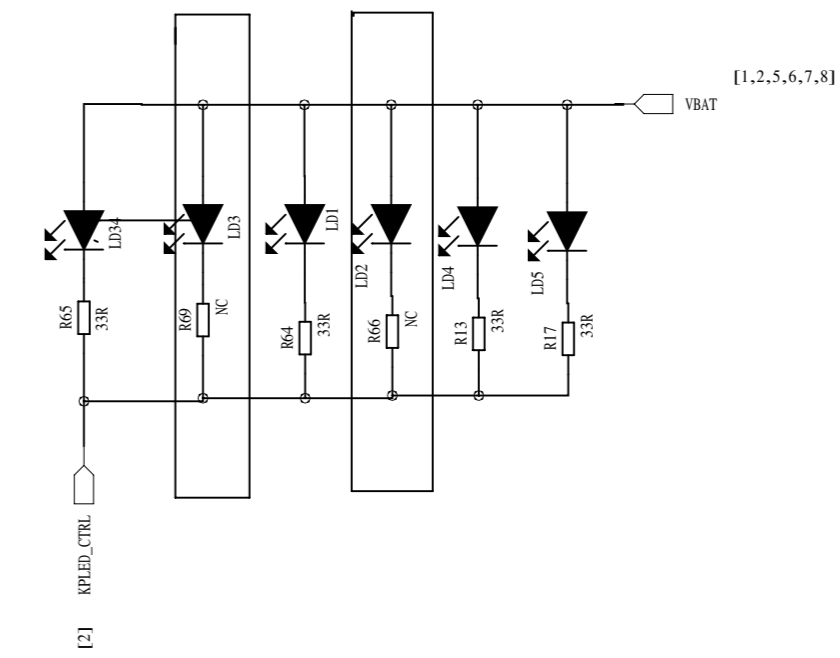 [1,2,5,6,7,8]
VBAT
LD34
LD3
LD1
LD2
LD4
LD5
R65
33R
R69
NC
R64
33R
R66
NC
R13
33R
R17
33R
KPLED_CTRL
[2]